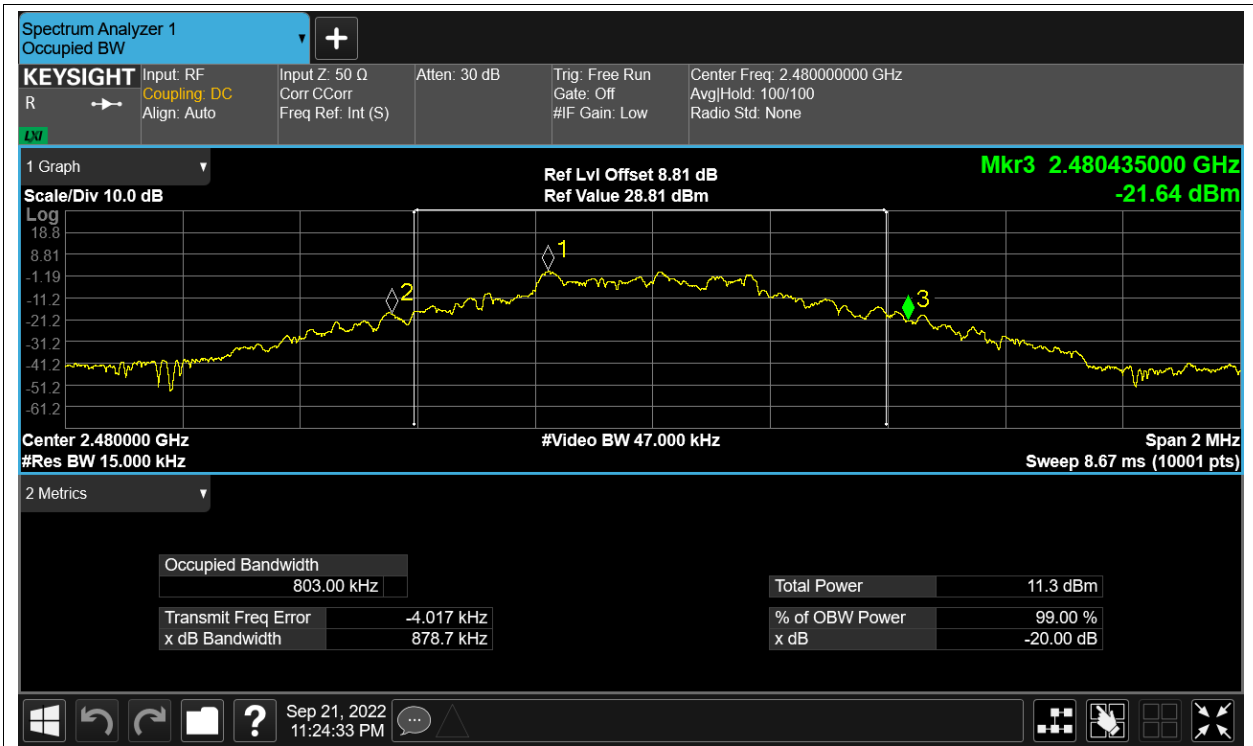 Spectrum Analyzer 1
Occupied BW
KEYSIGHT
R
LXI
Input: RF
Coupling: DC
Align: Auto
Input Z: 50 Ω
Corr CCorr
Freq Ref: Int (S)
Atten: 30 dB
Trig: Free Run
Gate: Off
#IF Gain: Low
Center Freq: 2.480000000 GHz
Avg|Hold: 100/100
Radio Std: None
1 Graph
Scale/Div 10.0 dB
Ref Lvl Offset 8.81 dB
Ref Value 28.81 dBm
Mkr3 2.480435000 GHz
-21.64 dBm
Log
18.8
8.81
-1.19
-11.2
-21.2
-31.2
-41.2
-51.2
-61.2
1
2
3
Center 2.480000 GHz
#Res BW 15.000 kHz
#Video BW 47.000 kHz
Span 2 MHz
Sweep 8.67 ms (10001 pts)
2 Metrics
Occupied Bandwidth
803.00 kHz
Transmit Freq Error -4.017 kHz
x dB Bandwidth 878.7 kHz
Total Power 11.3 dBm
% of OBW Power 99.00 %
x dB -20.00 dB
?
Sep 21, 2022
11:24:33 PM